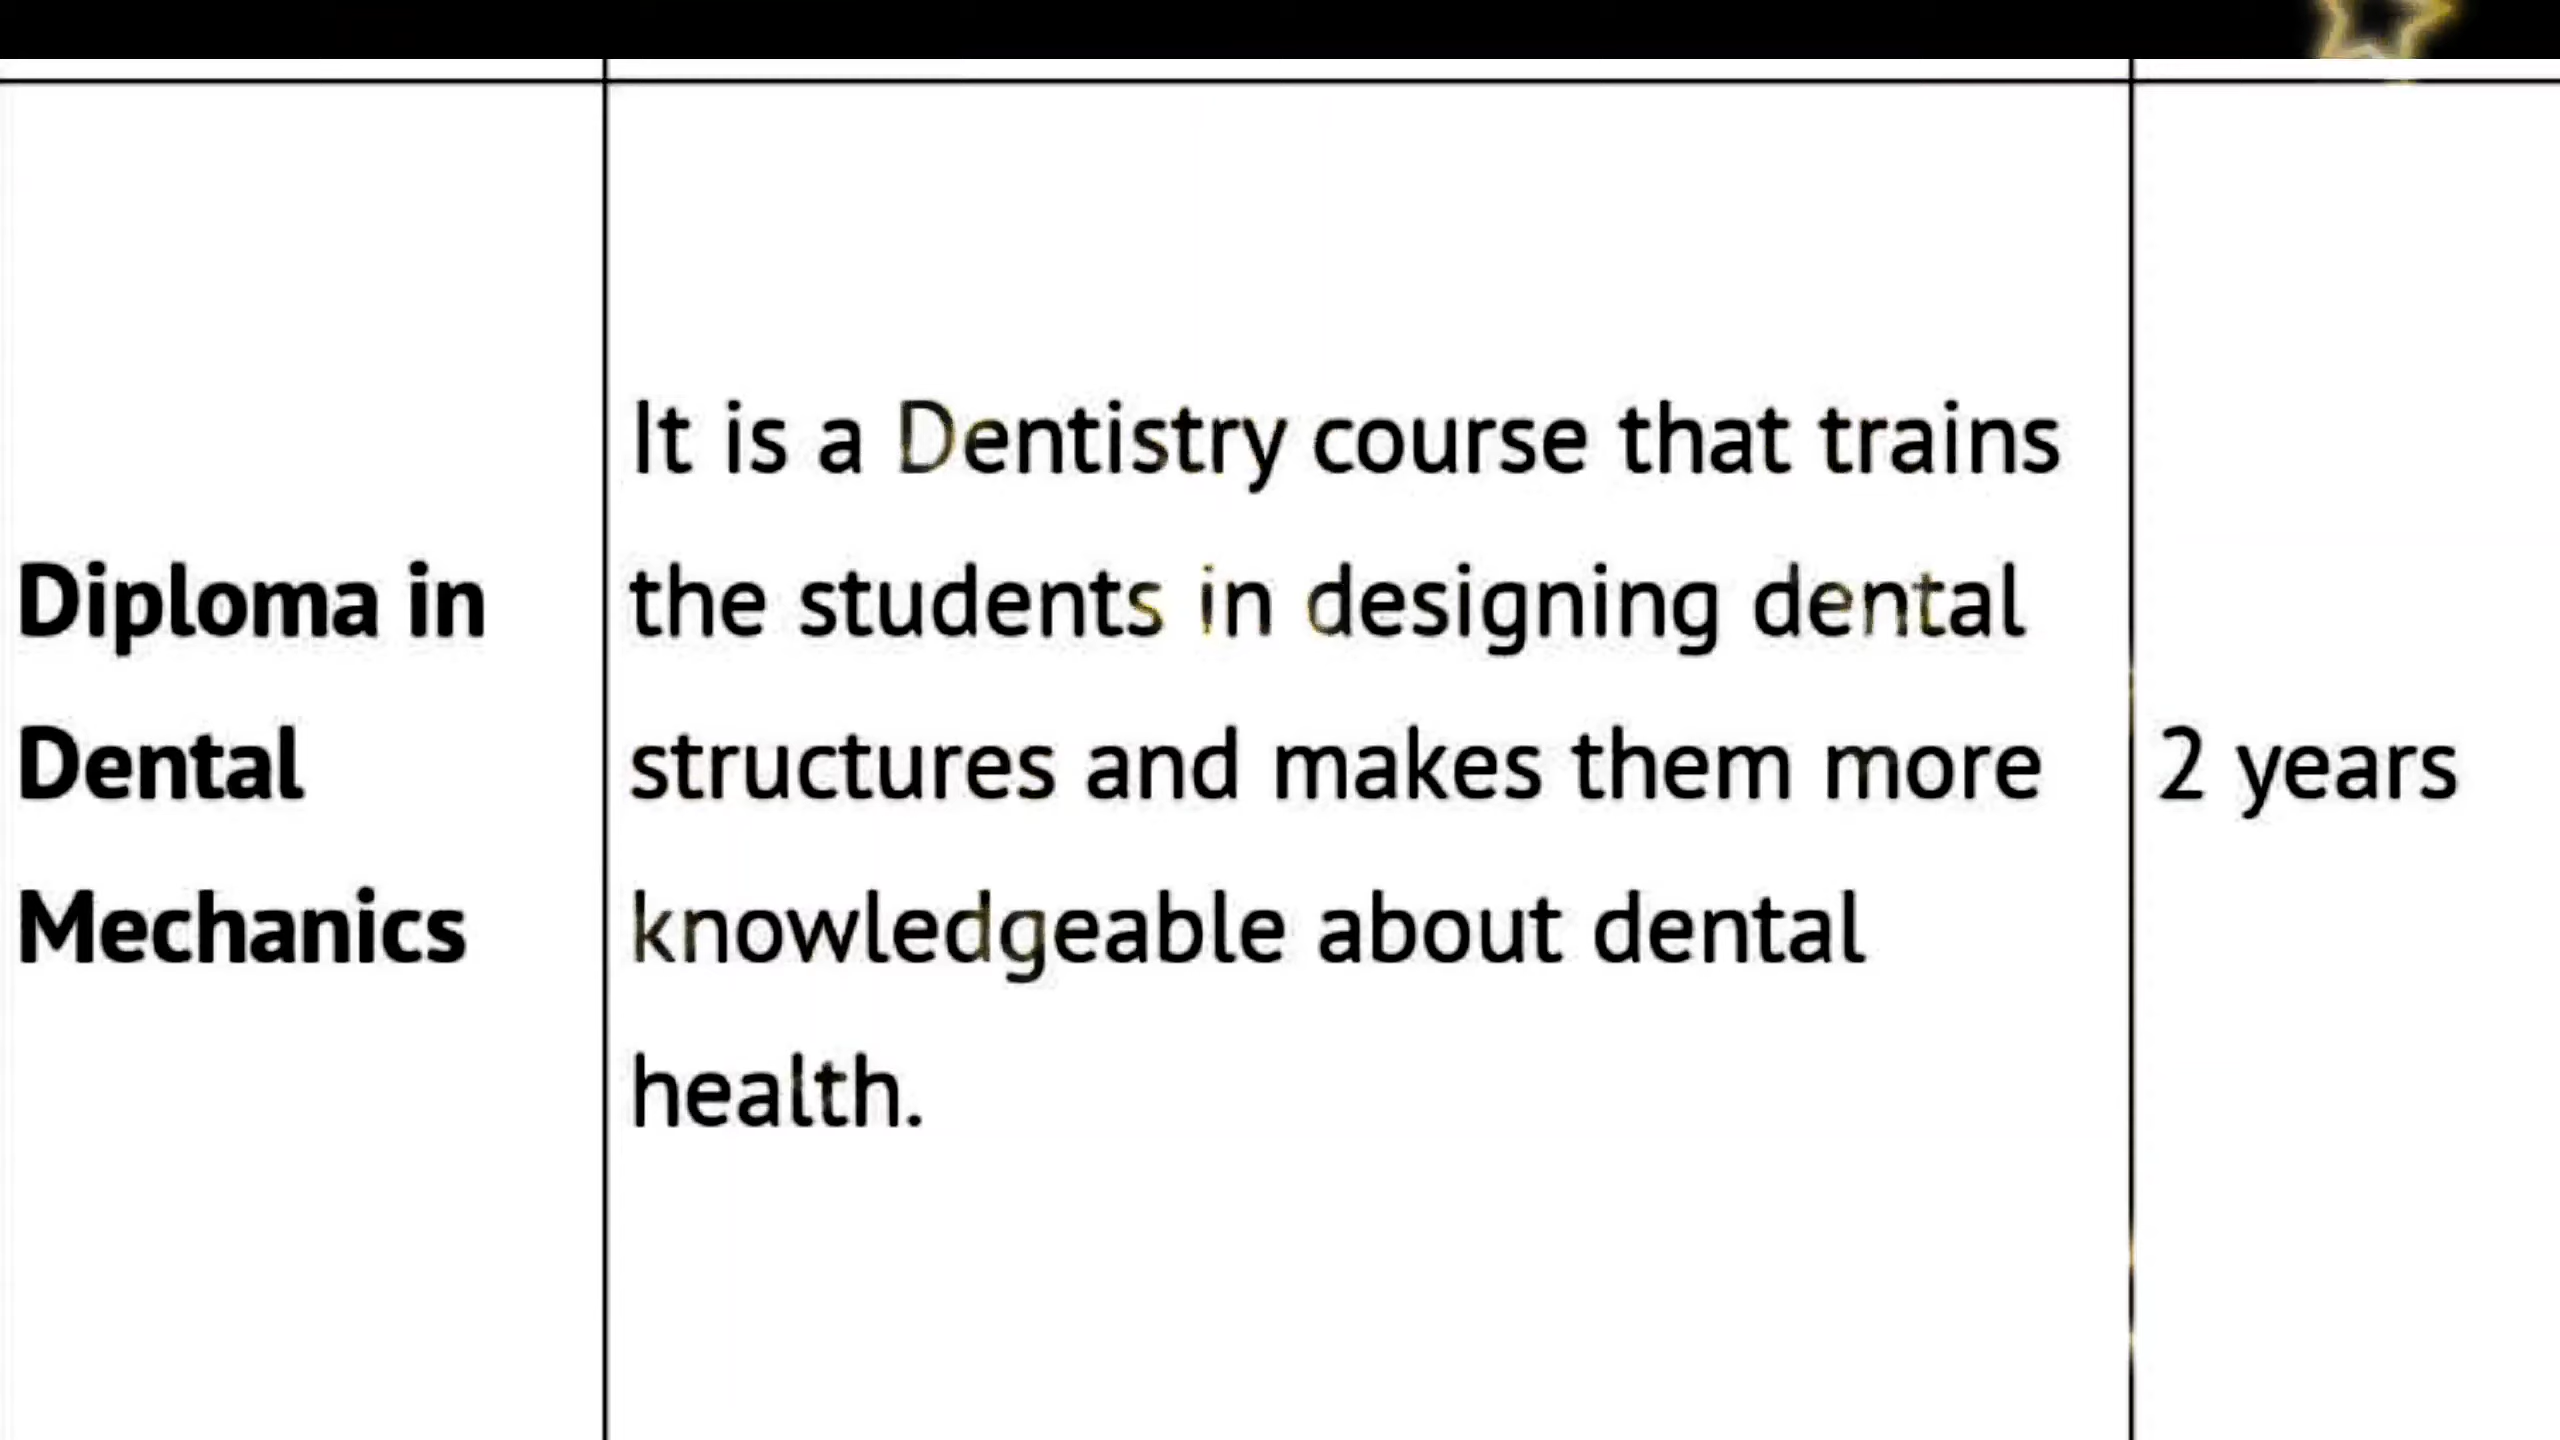 Diploma in
Dental
Mechanics
It is a Dentistry course that trains
the students in designing dental
structures and makes them more
knowledgeable about dental
health.
2 years